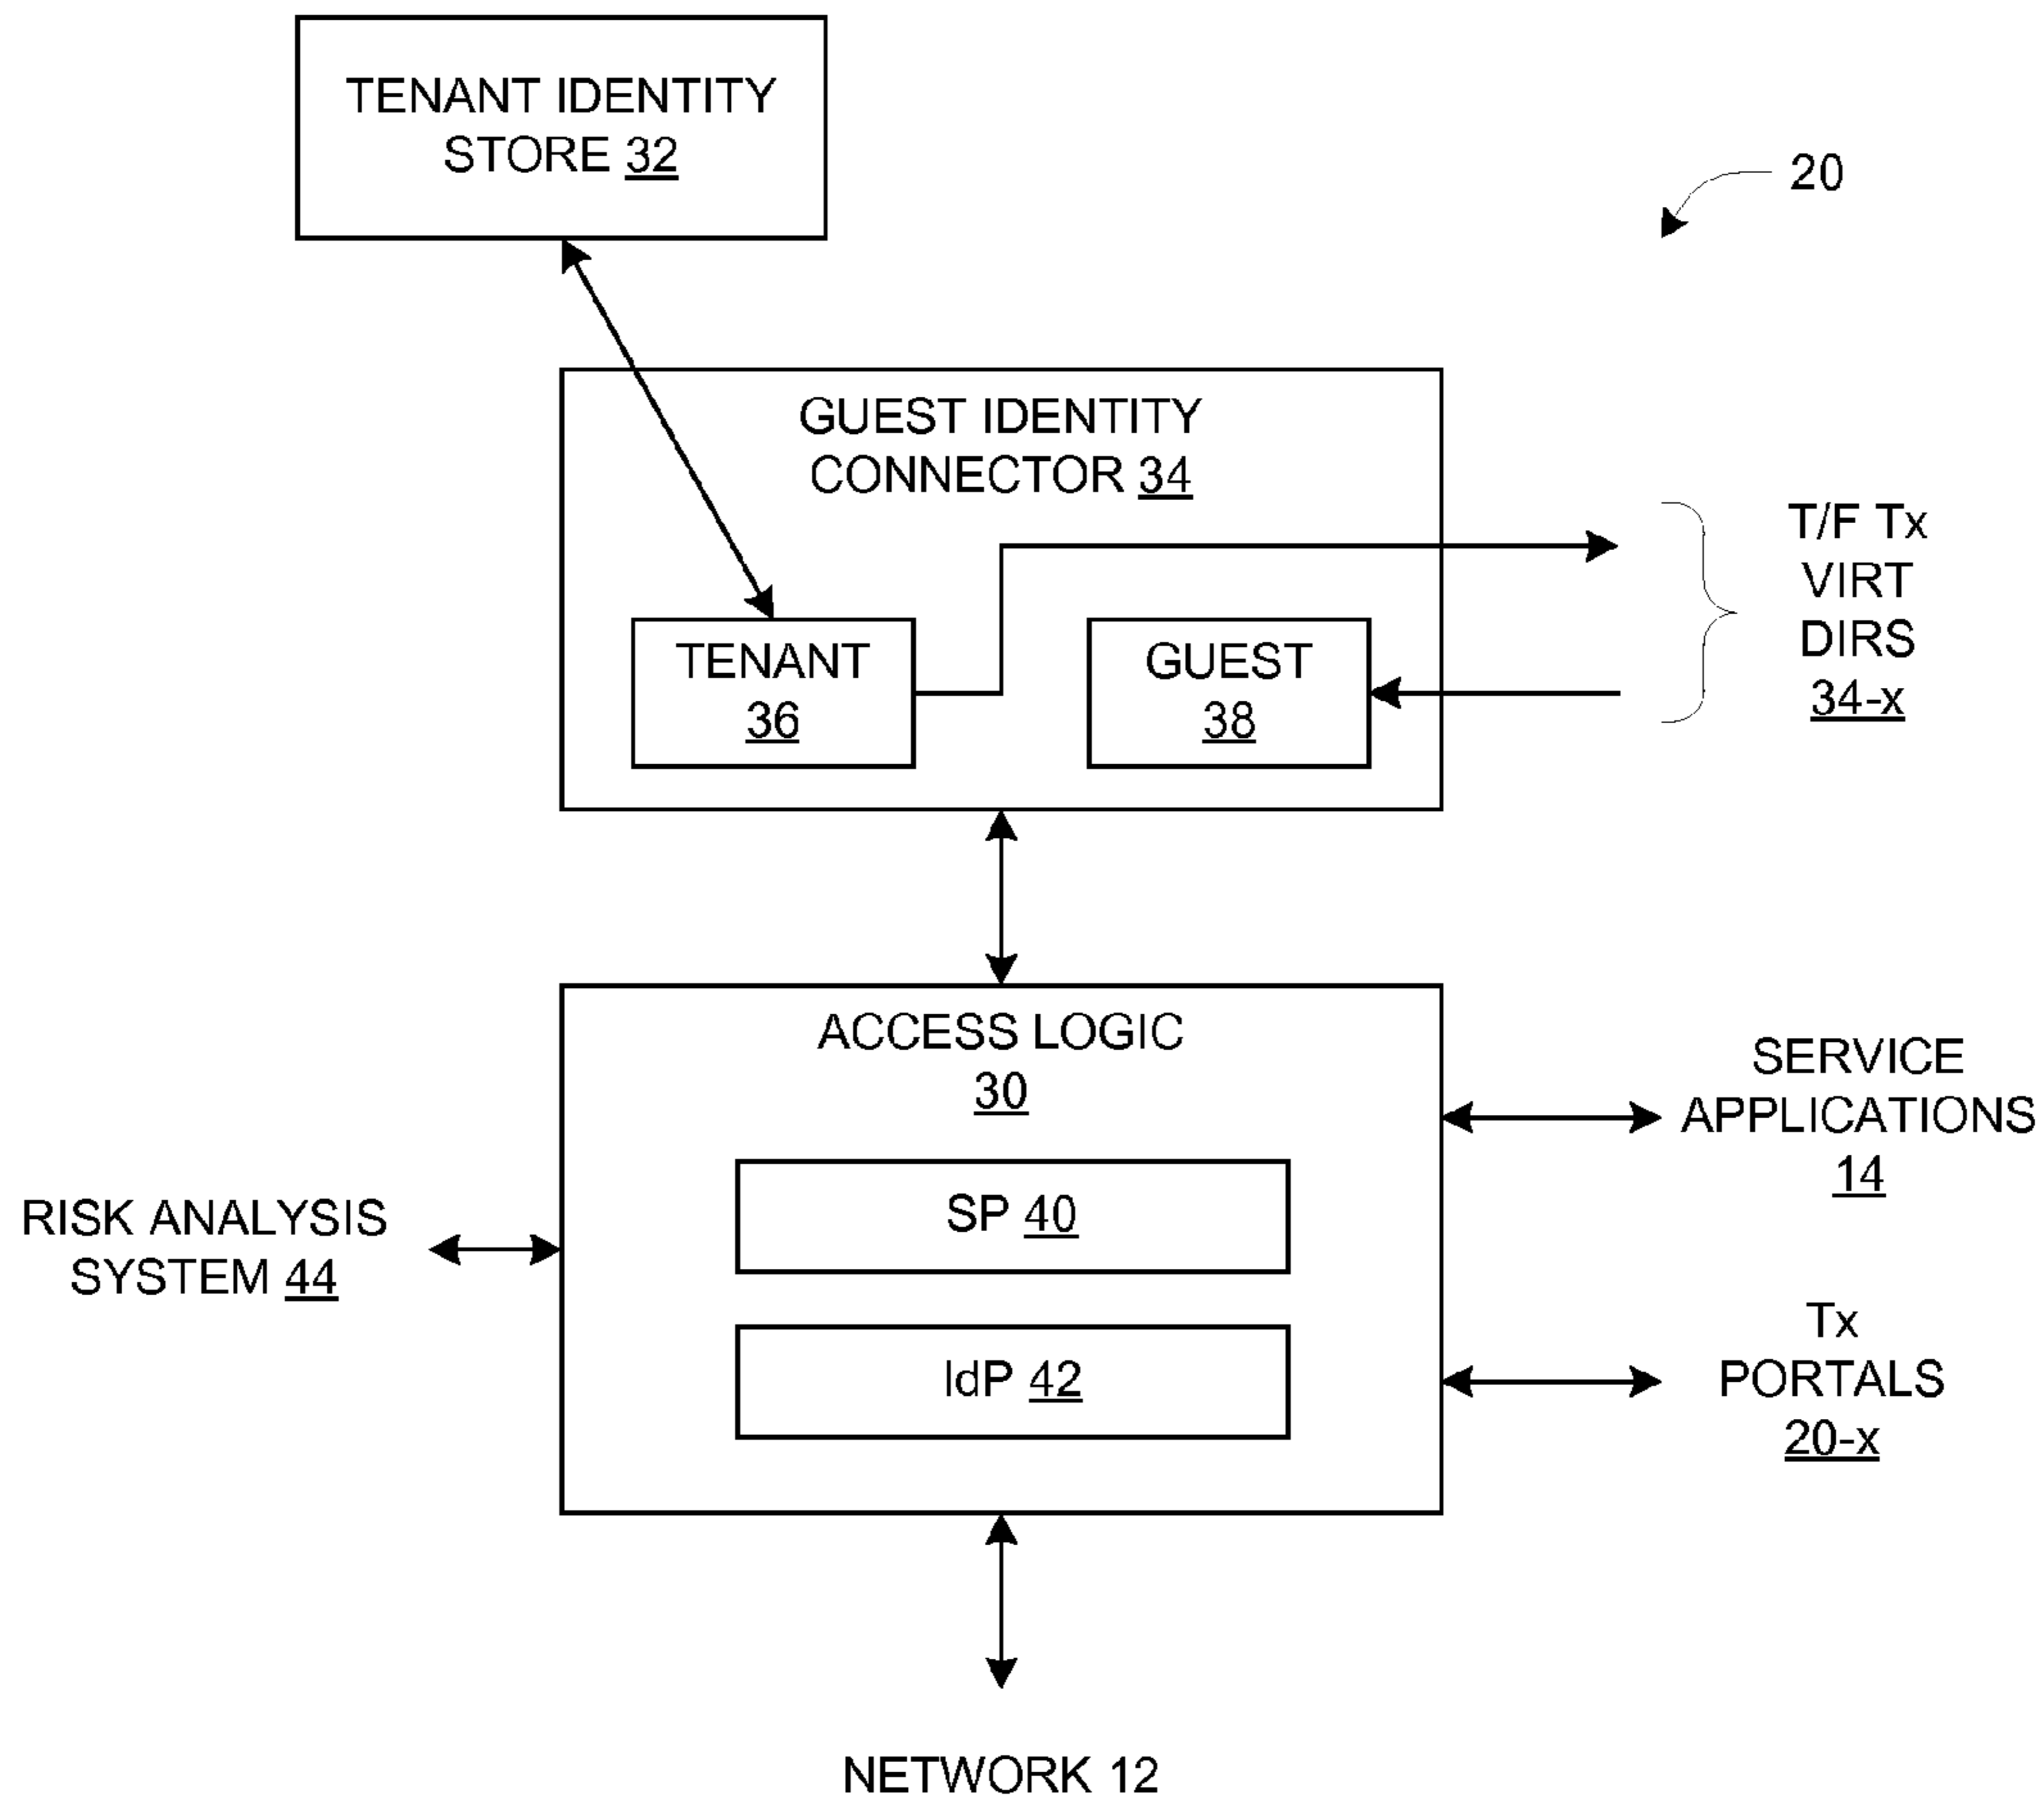 TENANT IDENTITY
STORE 32
20
GUEST IDENTITY
CONNECTOR 34
T/F Tx
VIRT
DIRS
34-x
TENANT
36
GUEST
38
ACCESS LOGIC
30
SERVICE
APPLICATIONS
14
SP 40
RISK ANALYSIS
SYSTEM 44
IdP 42
Tx
PORTALS
20-x
NETWORK 12